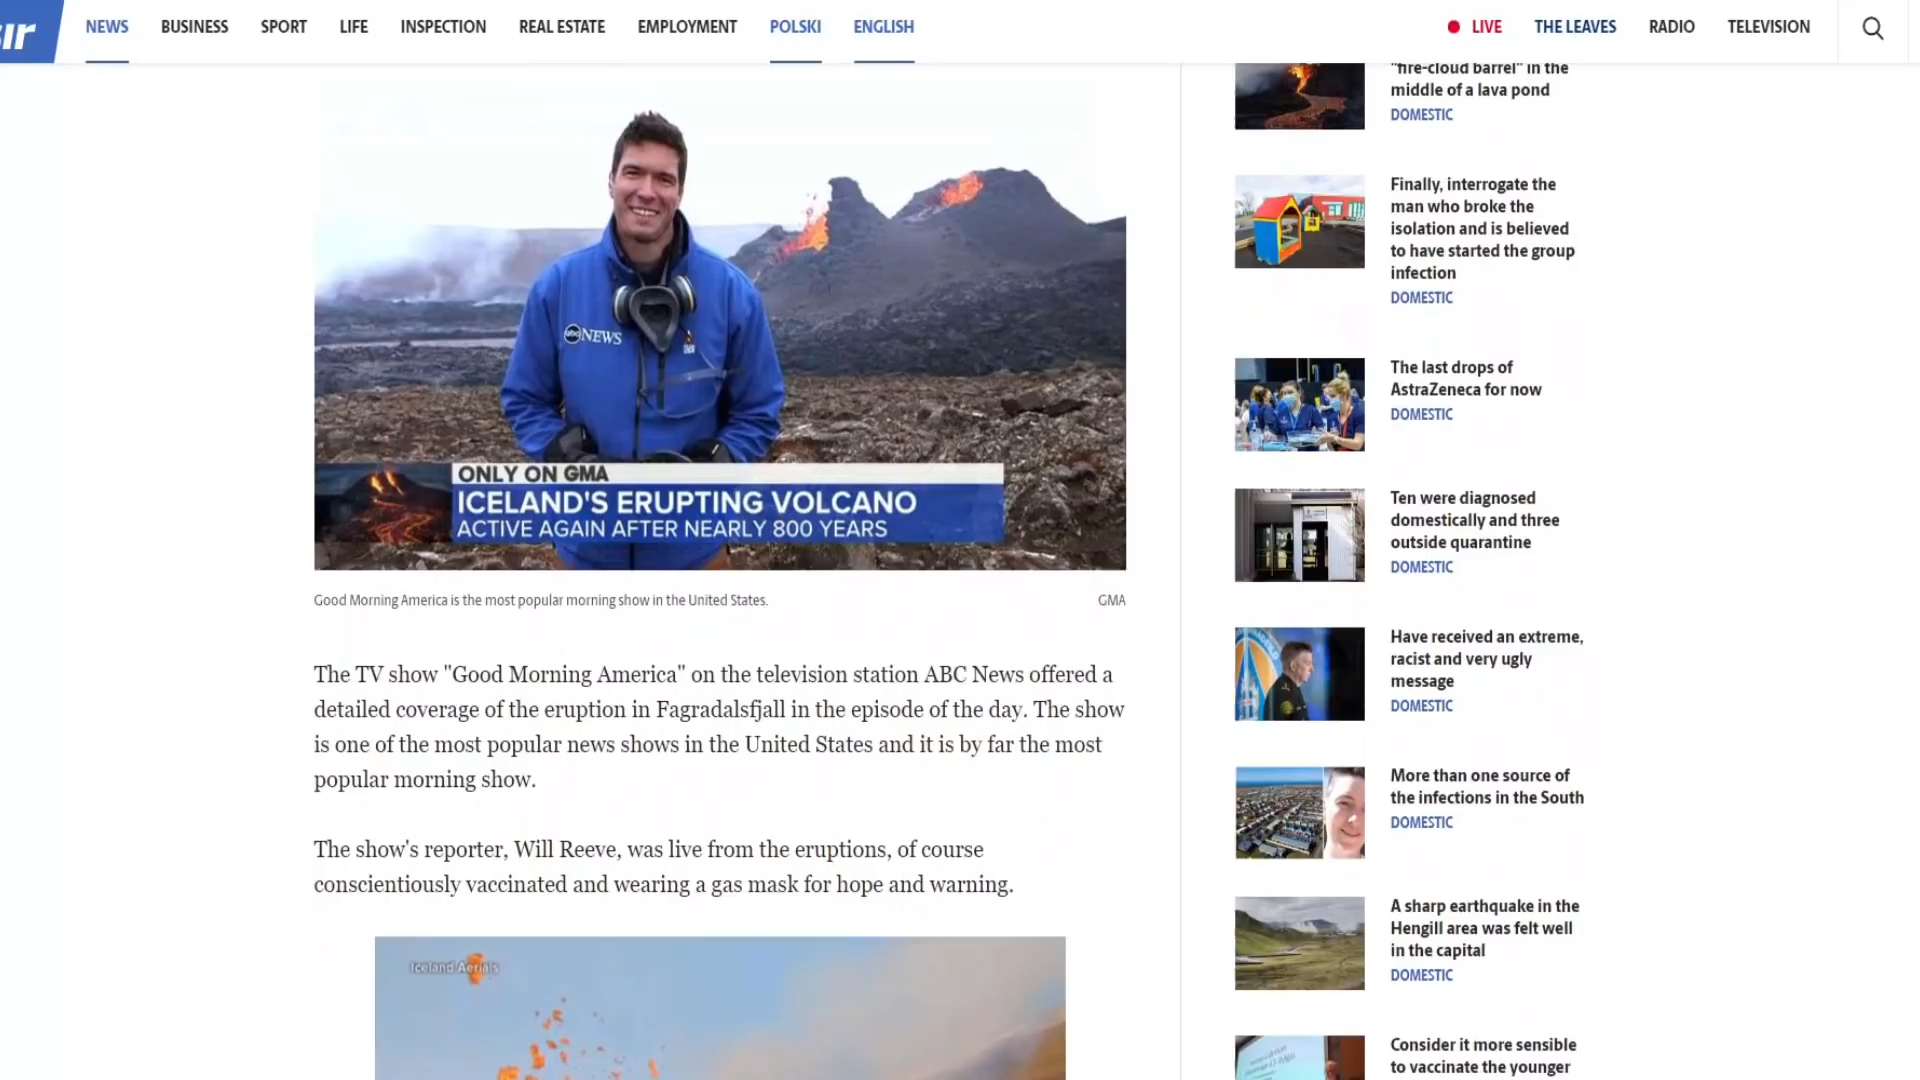 NEWS BUSINESS SPORT LIFE INSPECTION REAL ESTATE EMPLOYMENT POLSKI ENGLISH LIVE THE LEAVES RADIO TELEVISION
abc NEWS
ONLY ON GMA
ICELAND'S ERUPTING VOLCANO
ACTIVE AGAIN AFTER NEARLY 800 YEARS
Good Morning America is the most popular morning show in the United States. GMA
The TV show "Good Morning America" on the television station ABC News offered a
detailed coverage of the eruption in Fagradalsfjall in the episode of the day. The show
is one of the most popular news shows in the United States and it is by far the most
popular morning show.
The show's reporter, Will Reeve, was live from the eruptions, of course
conscientiously vaccinated and wearing a gas mask for hope and warning.
Iceland Aerials
"fire-cloud barrel" in the
middle of a lava pond
DOMESTIC
Finally, interrogate the
man who broke the
isolation and is believed
to have started the group
infection
DOMESTIC
The last drops of
AstraZeneca for now
DOMESTIC
Ten were diagnosed
domestically and three
outside quarantine
DOMESTIC
Have received an extreme,
racist and very ugly
message
DOMESTIC
More than one source of
the infections in the South
DOMESTIC
A sharp earthquake in the
Hengill area was felt well
in the capital
DOMESTIC
Consider it more sensible
to vaccinate the younger